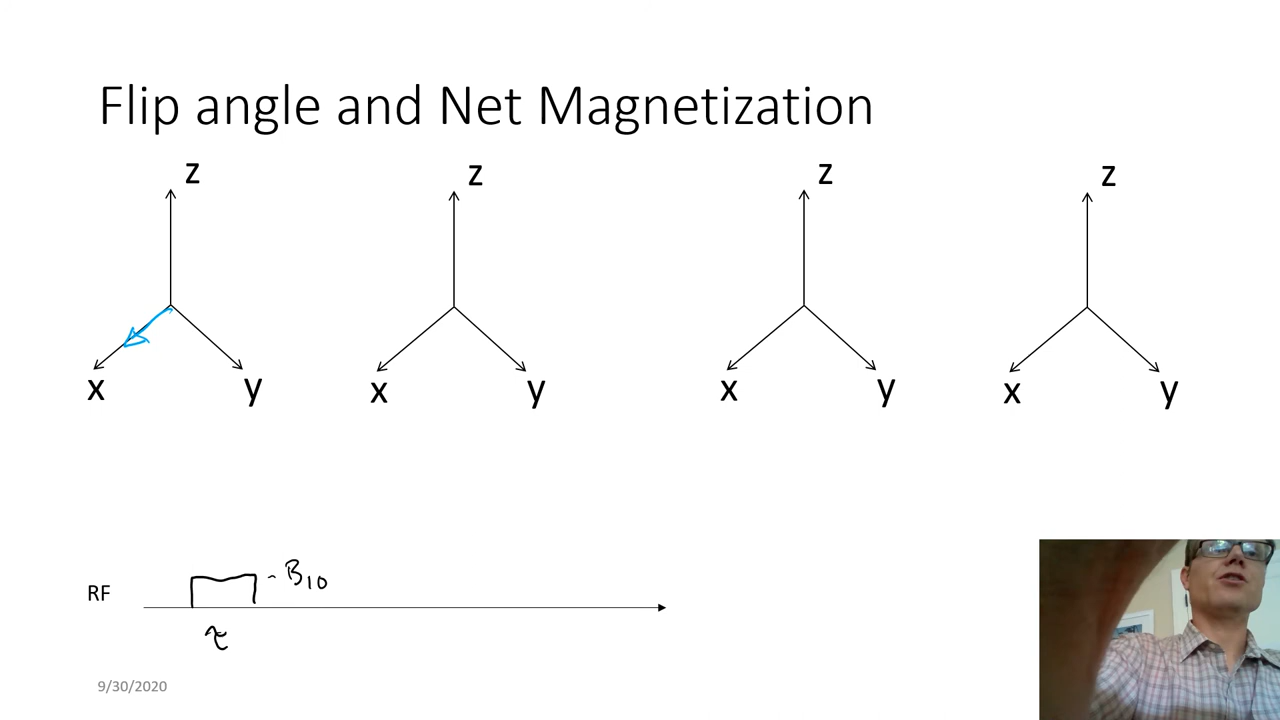 Flip angle and Net Magnetization
z z z z
x y x y x y x y
RF
- B10
τ
9/30/2020